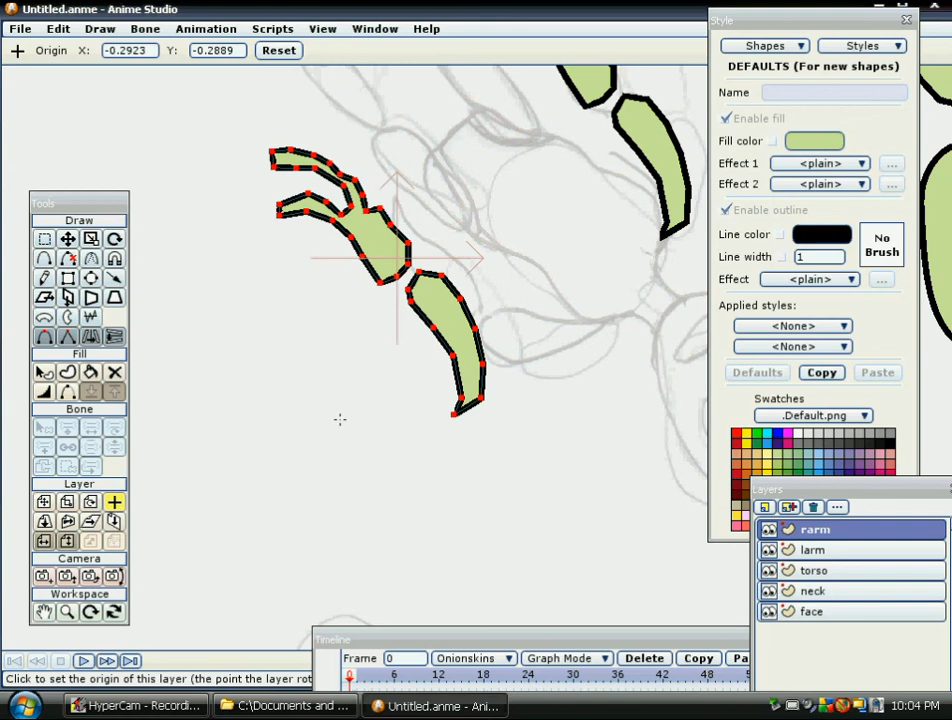 Untitled.anme - Anime Studio
File Edit Draw Bone Animation Scripts View Window Help
Origin X: -0.2923 Y: -0.2889 Reset
Style
Shapes Styles
DEFAULTS (For new shapes)
Name
Enable fill
Fill color
Effect 1 <plain> ...
Effect 2 <plain> ...
Enable outline
Line color
No
Brush
Line width 1
Effect <plain> ...
Applied styles:
<None>
<None>
Defaults Copy Paste
Swatches
.Default.png
Tools
Draw
Fill
Bone
Layer
Camera
Workspace
Layers
...
rarm
larm
torso
neck
face
Timeline
Frame 0 Onionskins Graph Mode Delete Copy Pa
0 6 12 18 24 30 36 42 48 5
Click to set the origin of this layer (the point the layer rot
HyperCam - Recordi... C:\Documents and ... Untitled.anme - Ani... 10:04 PM